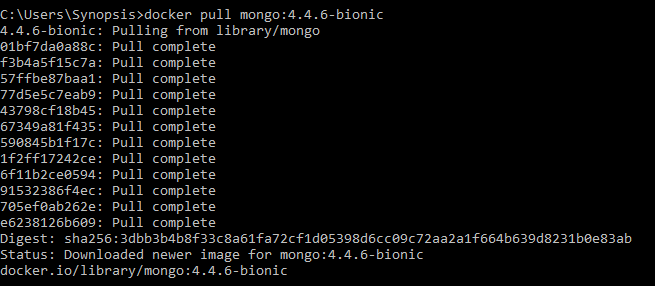 C:\Users\Synopsis>docker pull mongo:4.4.6-bionic
4.4.6-bionic: Pulling from library/mongo
01bf7da0a88c: Pull complete
f3b4a5f15c7a: Pull complete
57ffbe87baa1: Pull complete
77d5e5c7eab9: Pull complete
43798cf18b45: Pull complete
67349a81f435: Pull complete
590845b1f17c: Pull complete
1f2ff17242ce: Pull complete
6f11b2ce0594: Pull complete
91532386f4ec: Pull complete
705ef0ab262e: Pull complete
e6238126b609: Pull complete
Digest: sha256:3dbb3b4b8f33c8a61fa72cf1d05398d6cc09c72aa2a1f664b639d8231b0e83ab
Status: Downloaded newer image for mongo:4.4.6-bionic
docker.io/library/mongo:4.4.6-bionic